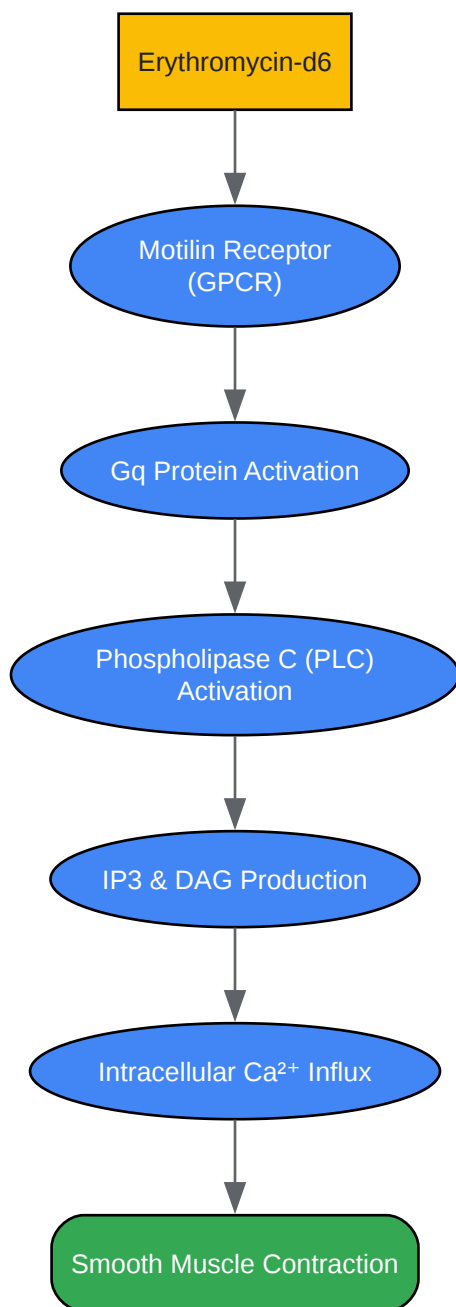 Erythromycin-d6
Motilin Receptor
(GPCR)
Gq Protein Activation
Phospholipase C (PLC)
Activation
IP3 & DAG Production
Intracellular Ca²⁺ Influx
Smooth Muscle Contraction